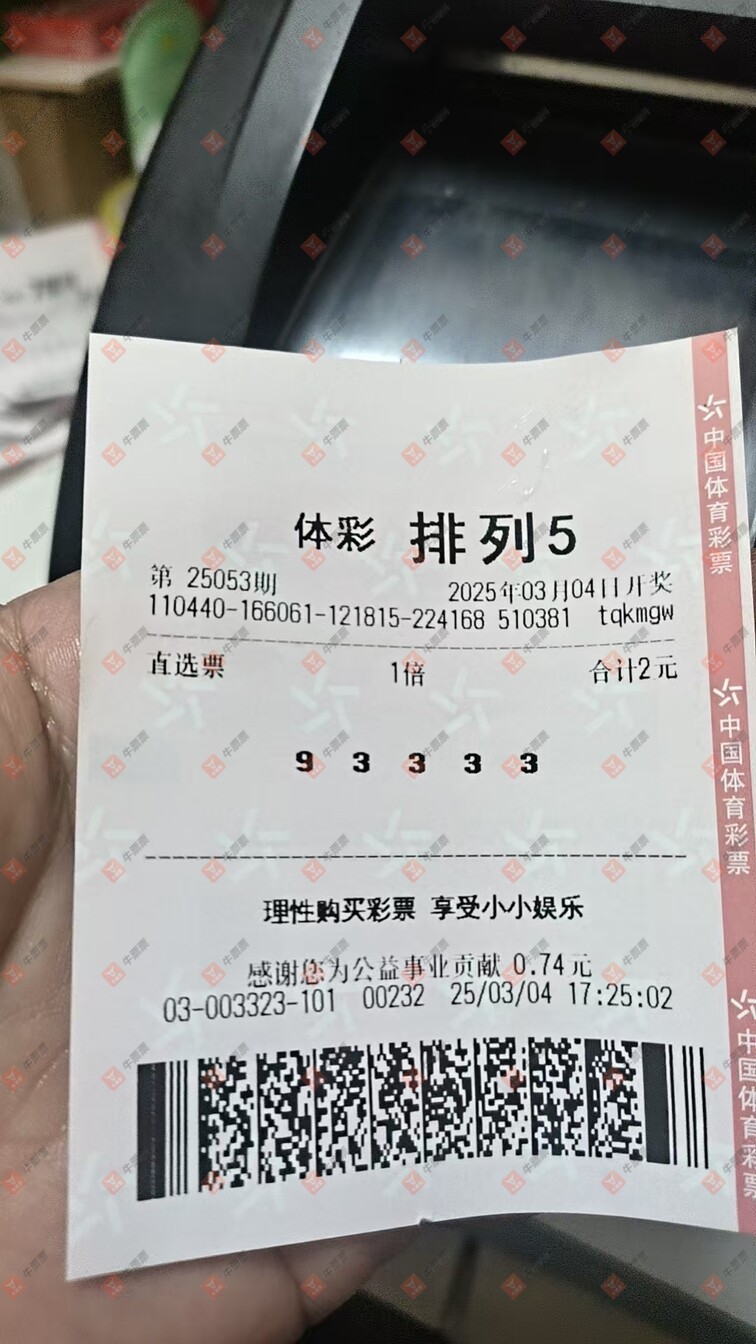 体彩 排列5
第 25053期 2025年03月04日开奖
110440-166061-121815-224168 510381 tqkmgw
直选票 1倍 合计2元
9 3 3 3 3
理性购买彩票 享受小小娱乐
感谢您为公益事业贡献 0.74元
03-003323-101 00232 25/03/04 17:25:02
中国体育彩票
中国体育彩票
中国体育彩票
牛票票